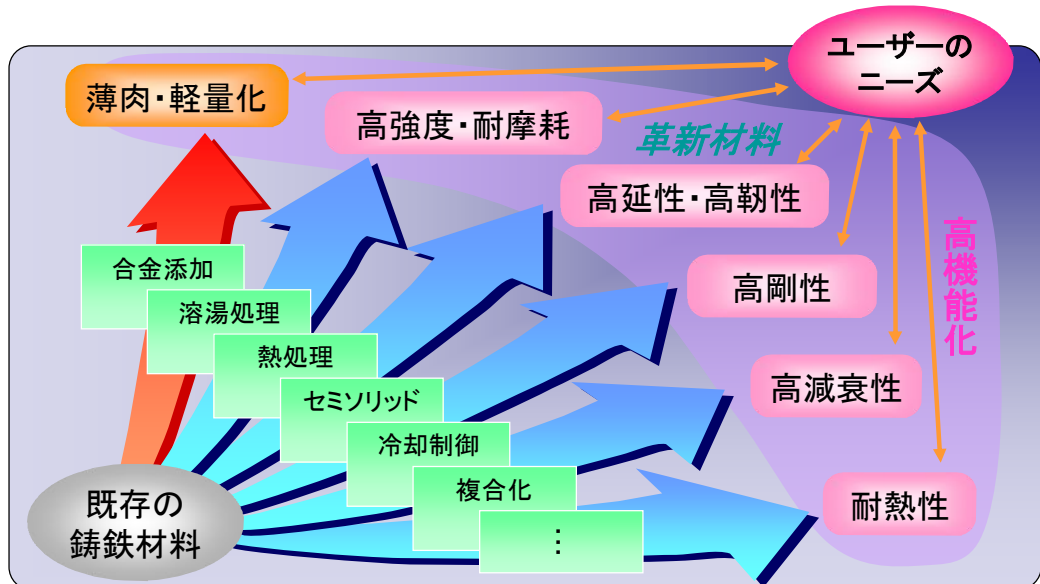 ユーザーの
ニーズ
薄肉・軽量化
高強度・耐摩耗
革新材料
高延性・高靭性
高機能化
高剛性
高減衰性
耐熱性
合金添加
溶湯処理
熱処理
セミソリッド
冷却制御
複合化
⋮
既存の
鋳鉄材料